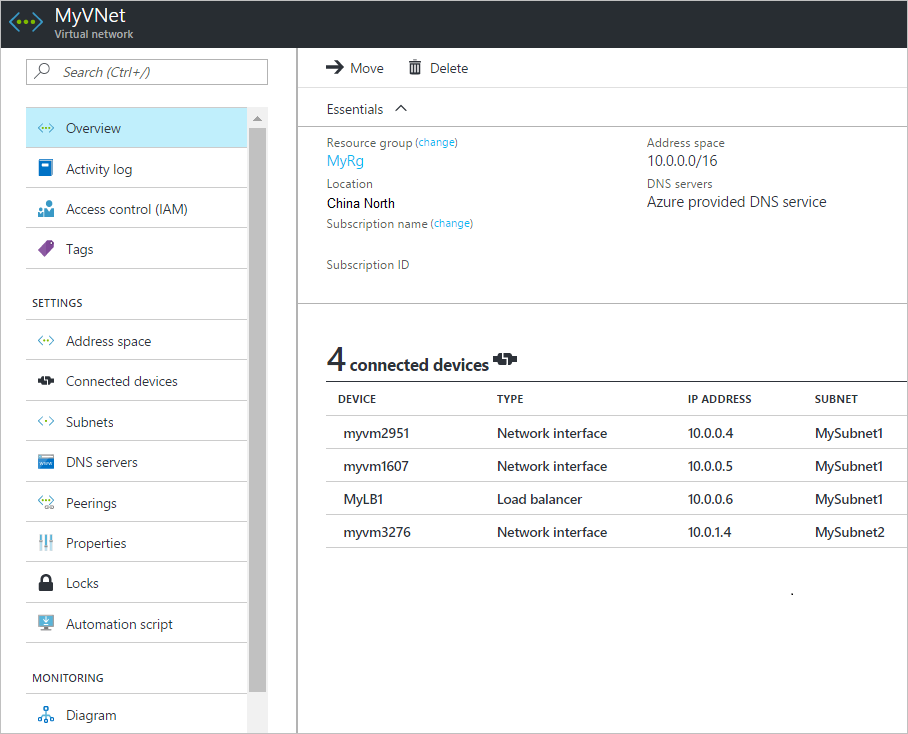 MyVNet
Virtual network
Search (Ctrl+/)
Overview
Activity log
Access control (IAM)
Tags
SETTINGS
Address space
Connected devices
Subnets
DNS servers
Peerings
Properties
Locks
Automation script
MONITORING
Diagram
Move Delete
Essentials
Resource group (change)
MyRg
Location
China North
Subscription name (change)
Subscription ID
Address space
10.0.0.0/16
DNS servers
Azure provided DNS service
4 connected devices
DEVICE TYPE IP ADDRESS SUBNET
myvm2951 Network interface 10.0.0.4 MySubnet1
myvm1607 Network interface 10.0.0.5 MySubnet1
MyLB1 Load balancer 10.0.0.6 MySubnet1
myvm3276 Network interface 10.0.1.4 MySubnet2